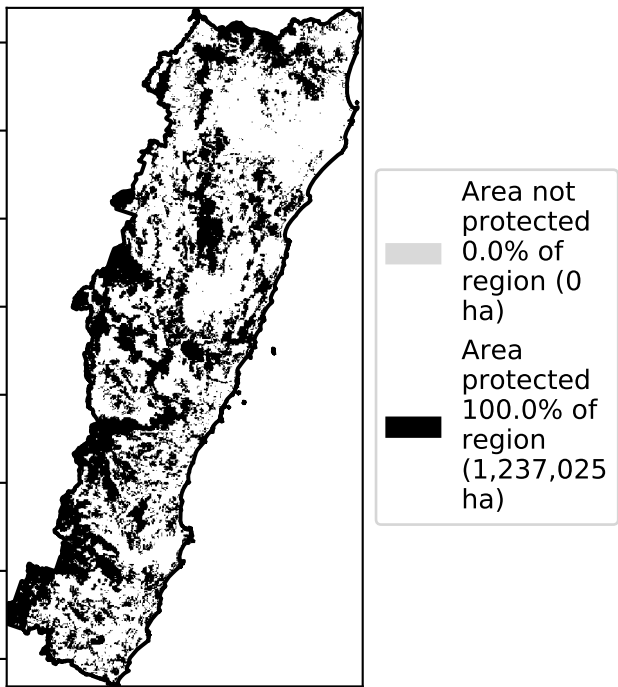 Area not
protected
0.0% of
region (0
ha)
Area
protected
100.0% of
region
(1,237,025
ha)